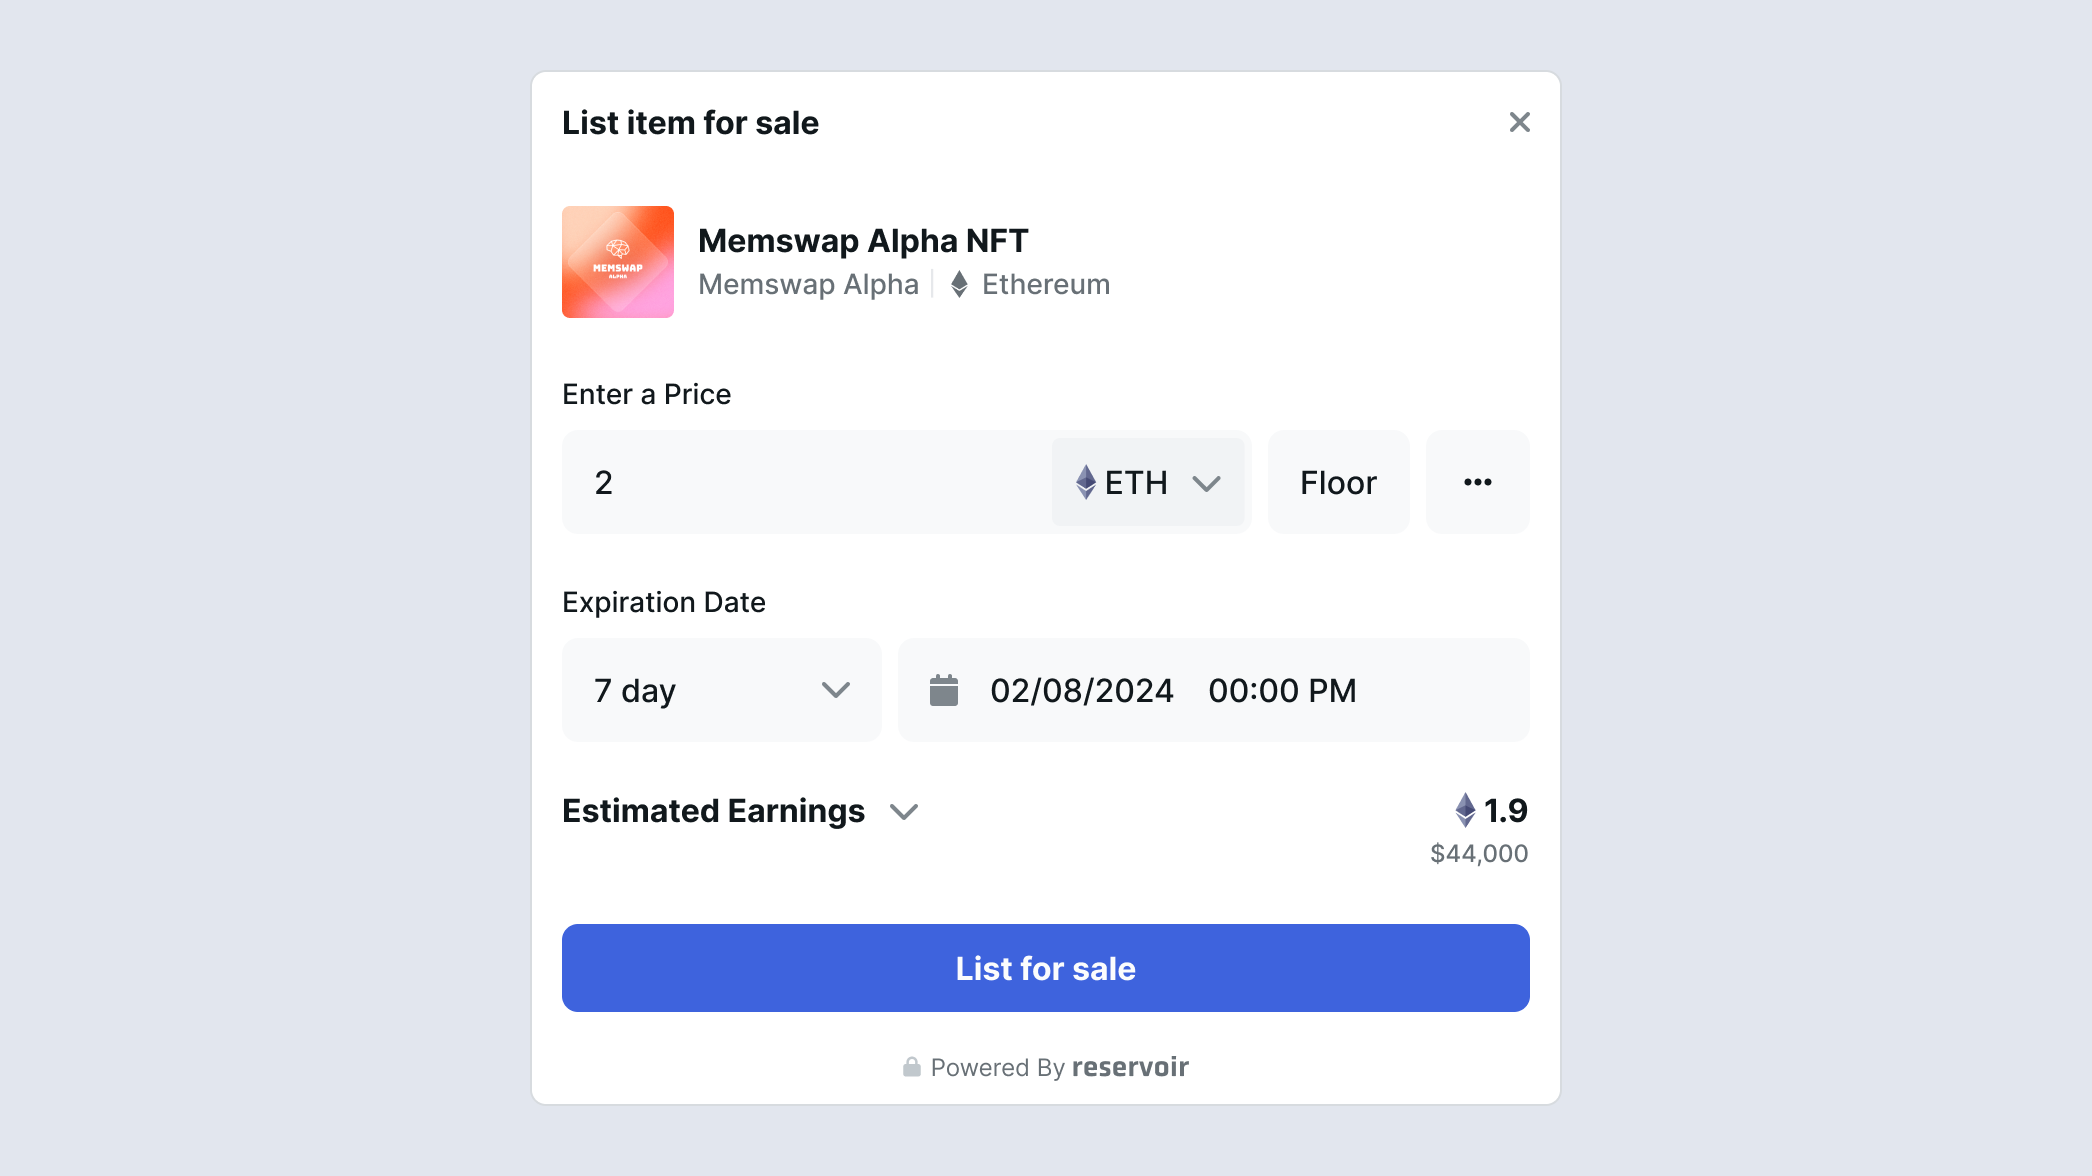 List item for sale
MEMSWAP
ALPHA
Memswap Alpha NFT
Memswap Alpha Ethereum
Enter a Price
2 ETH Floor •••
Expiration Date
7 day 02/08/2024 00:00 PM
Estimated Earnings 1.9
$44,000
List for sale
Powered By reservoir